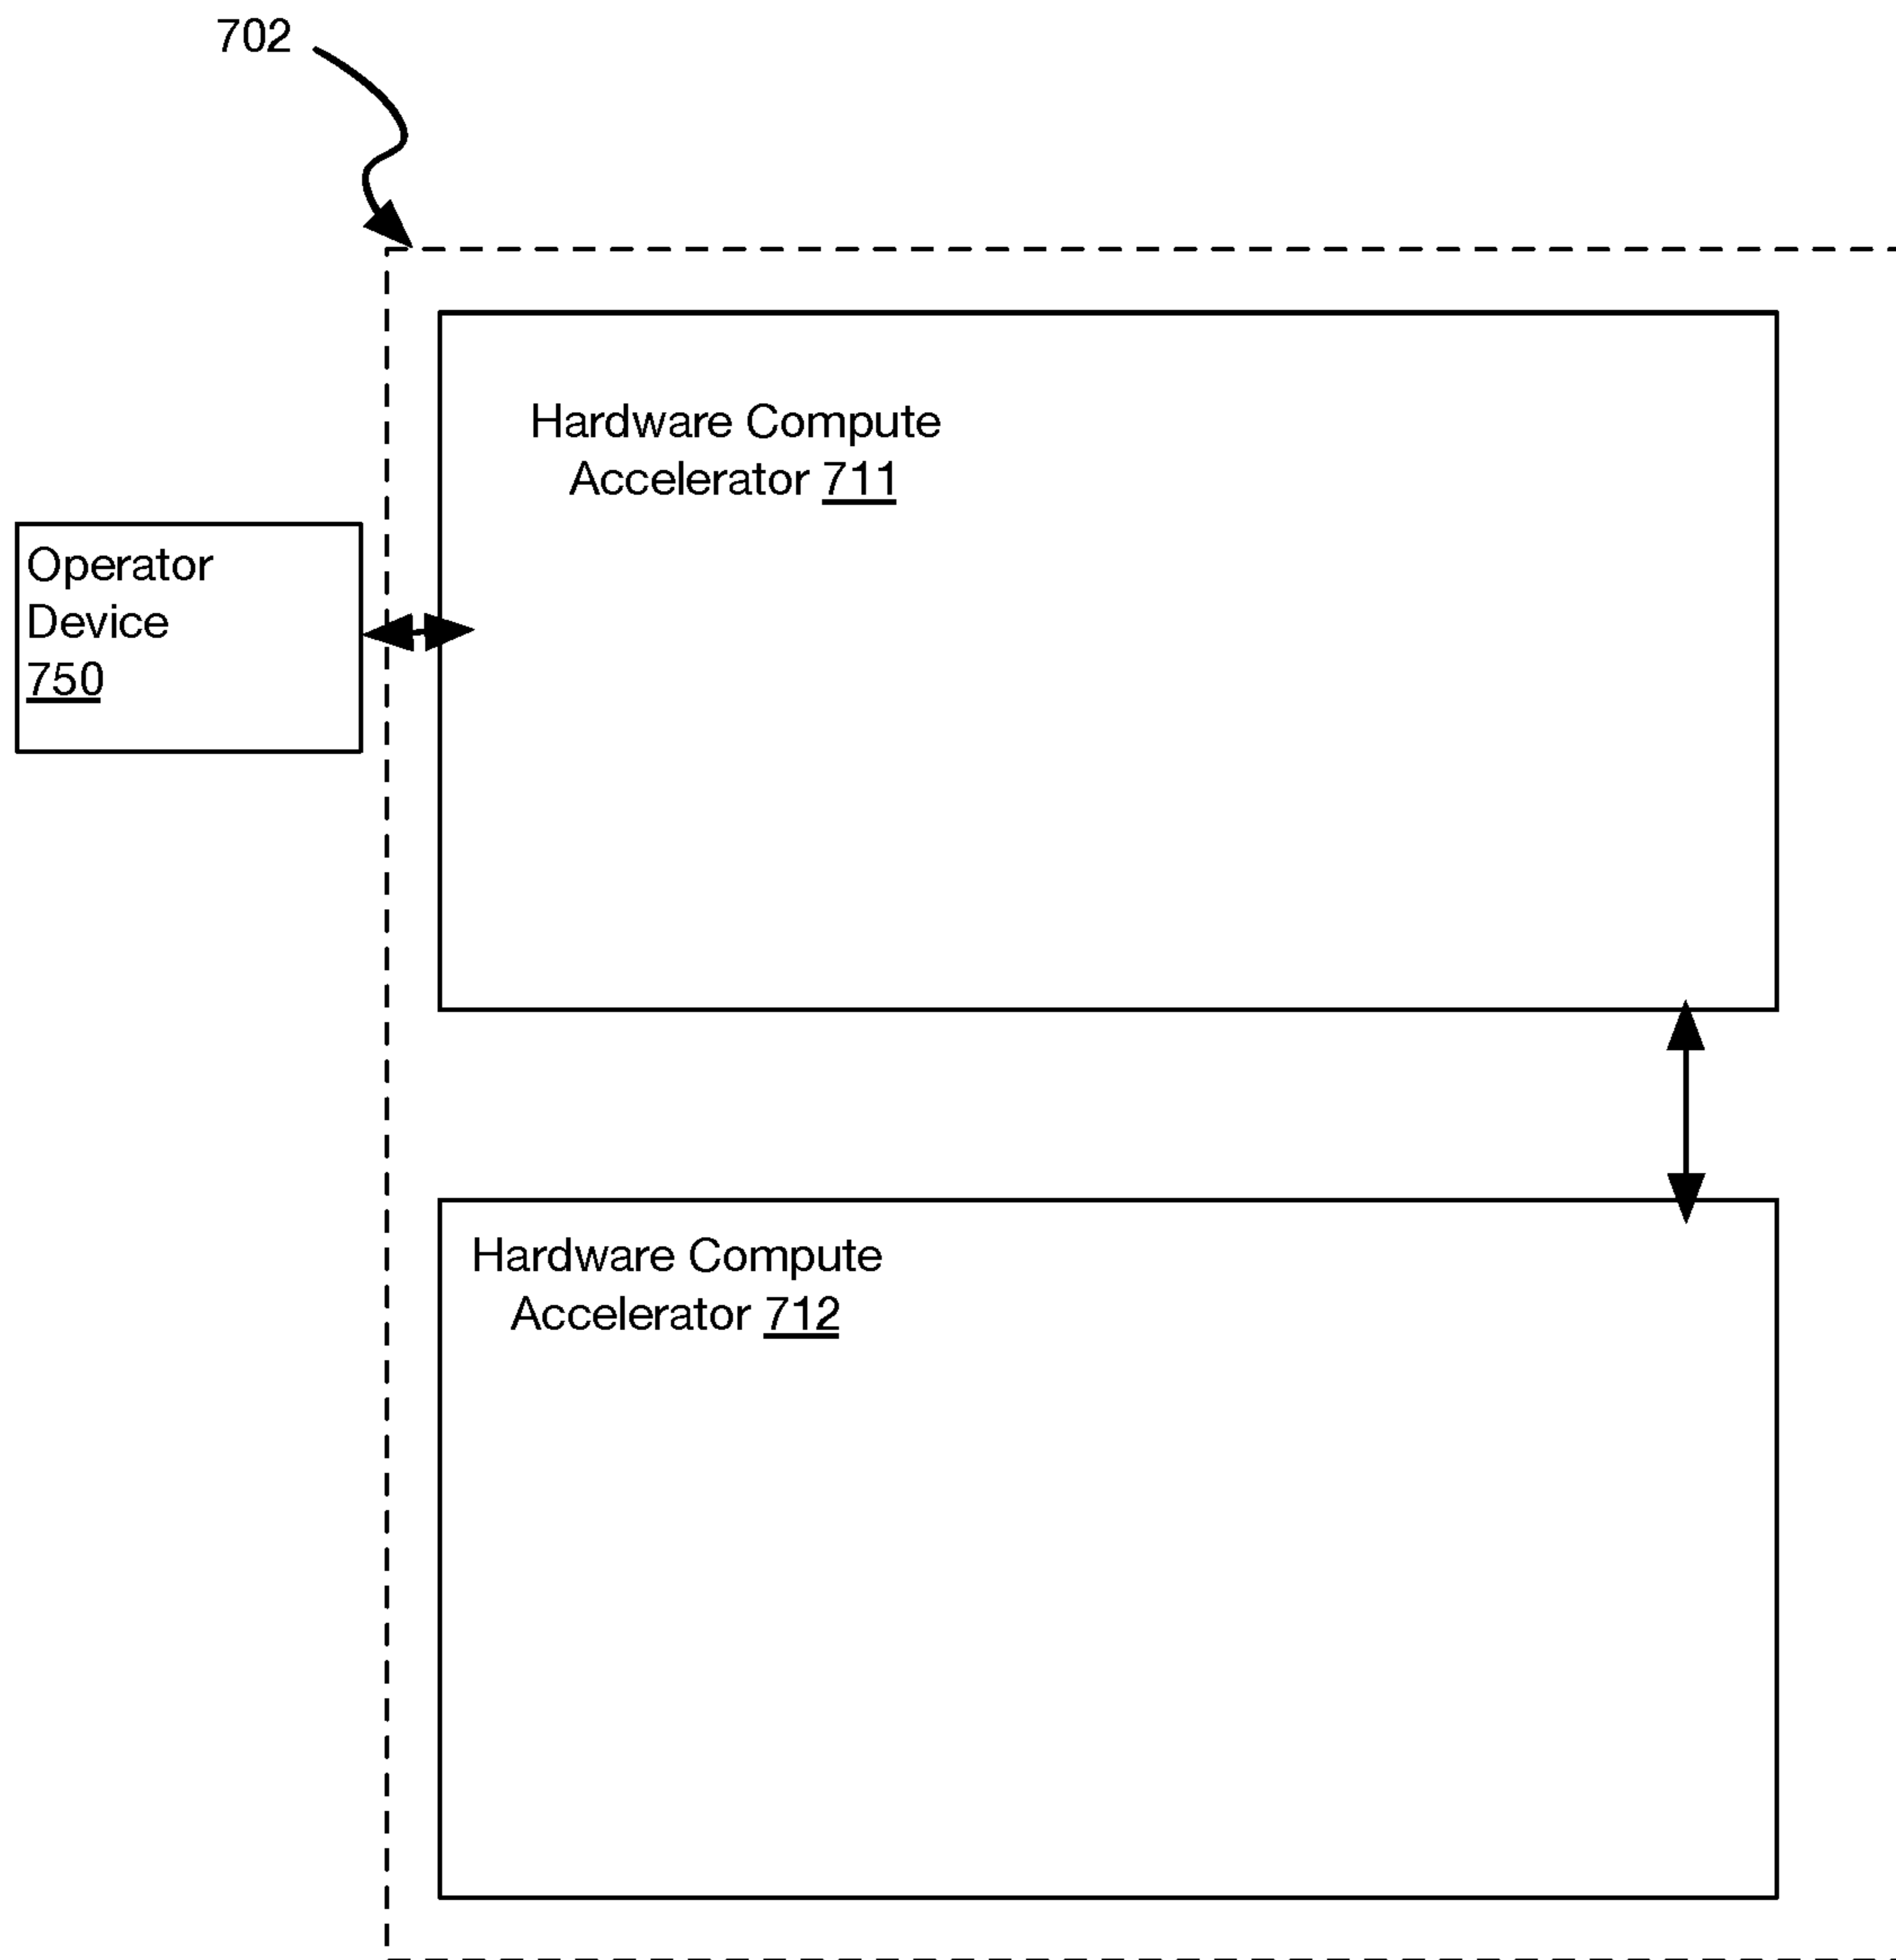 702
Hardware Compute
Accelerator 711
Operator
Device
750
Hardware Compute
Accelerator 712